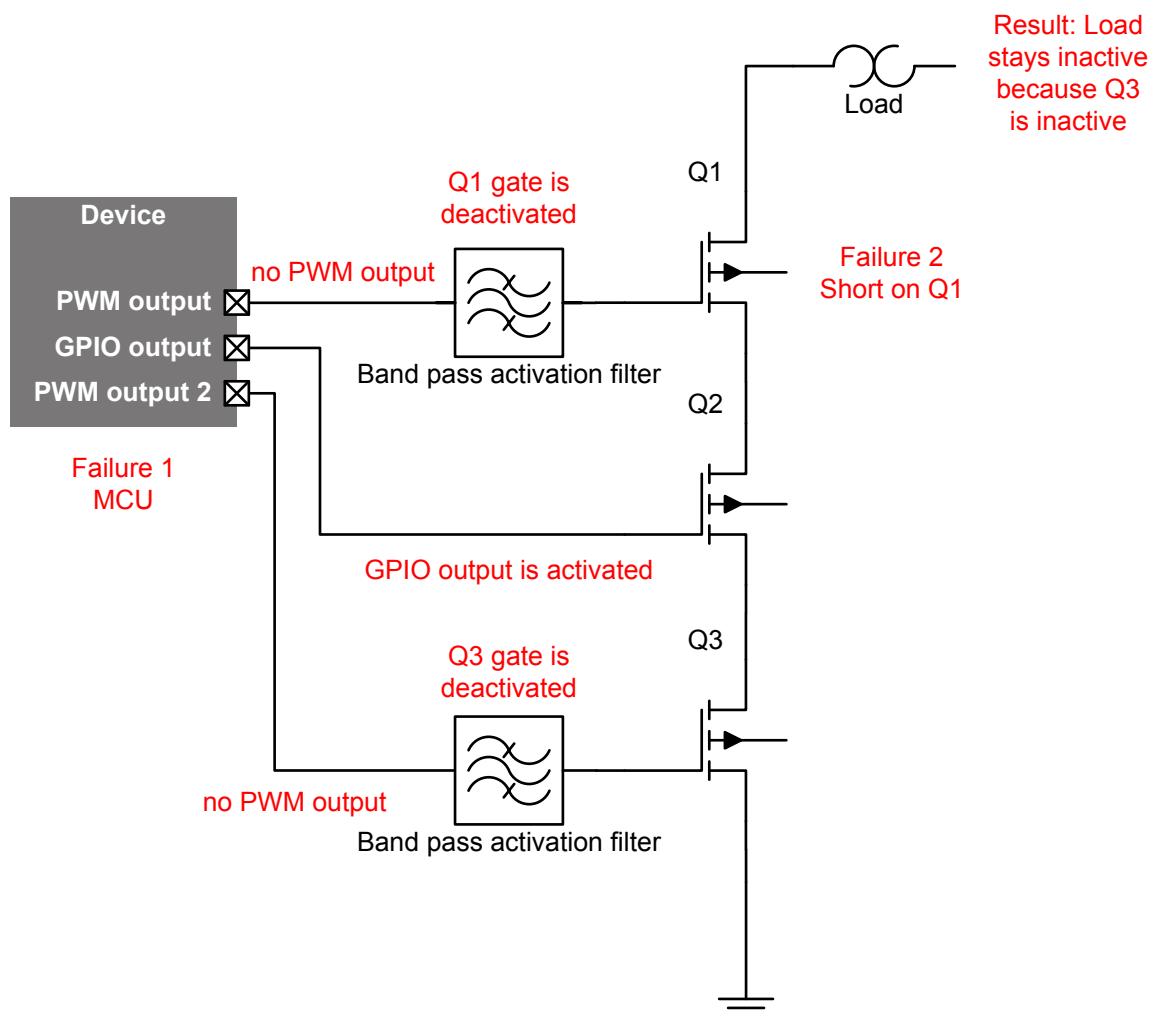 Result: Load
stays inactive
because Q3
is inactive
Load
Q1
Q1 gate is
deactivated
Device
Failure 2
Short on Q1
no PWM output
PWM output
GPIO output
PWM output 2
Band pass activation filter
Q2
Failure 1
MCU
GPIO output is activated
Q3
Q3 gate is
deactivated
no PWM output
Band pass activation filter